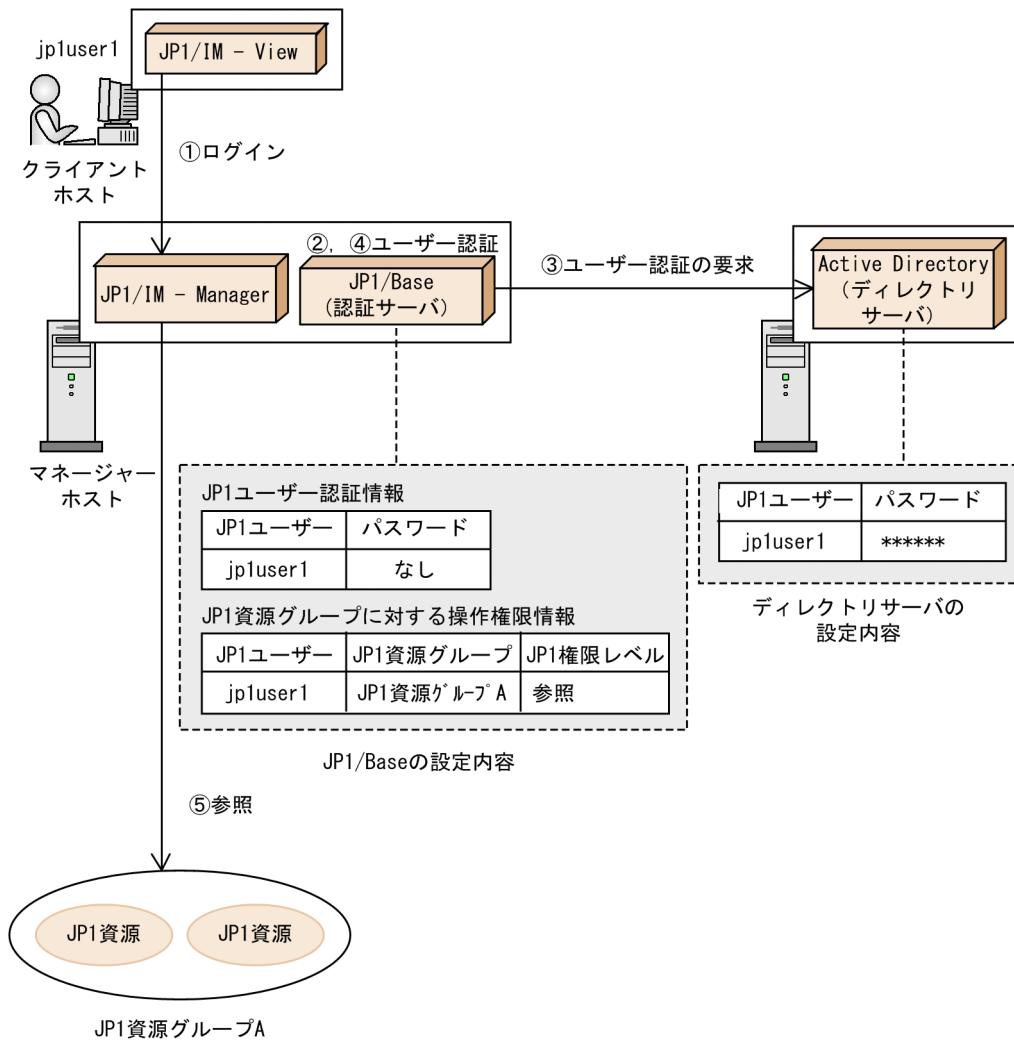 jp1user1
JP1/IM - View
クライアント
ホスト
①ログイン
②, ④ユーザー認証
JP1/IM - Manager
JP1/Base
(認証サーバ)
③ユーザー認証の要求
Active Directory
(ディレクトリ
サーバ)
マネージャー
ホスト
JP1ユーザー認証情報
JP1ユーザー パスワード
jp1user1 なし
JP1資源グループに対する操作権限情報
JP1ユーザー JP1資源グループ JP1権限レベル
jp1user1 JP1資源グループA 参照
JP1/Baseの設定内容
JP1ユーザー パスワード
jp1user1 ******
ディレクトリサーバの
設定内容
⑤参照
JP1資源 JP1資源
JP1資源グループA